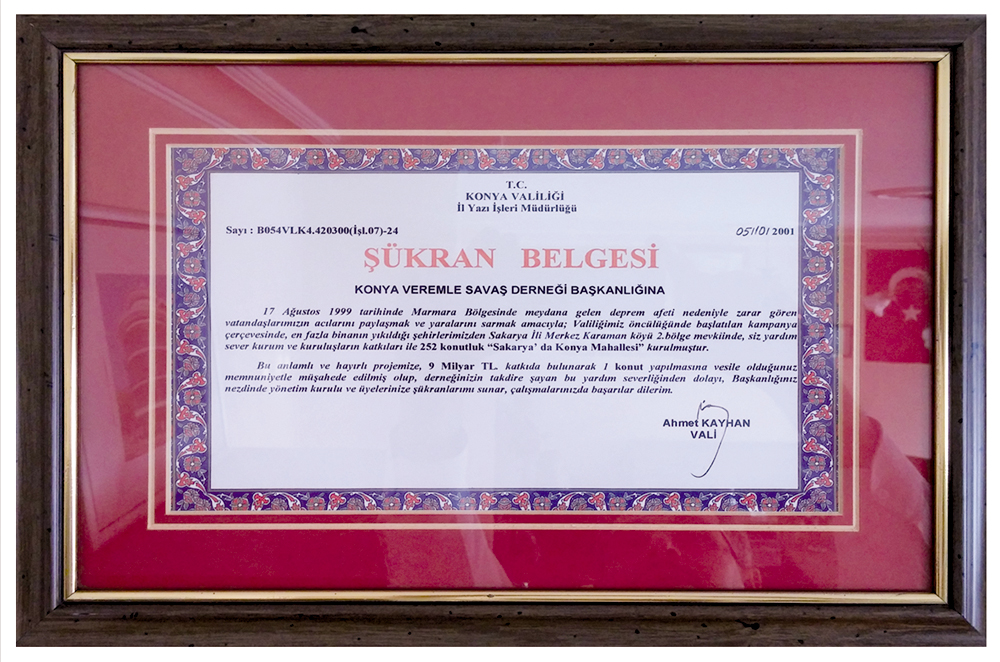 T.C.
KONYA VALİLİĞİ
İl Yazı İşleri Müdürlüğü
Sayı : B054VLK4.420300(İşl.07)-24 05/01/2001
ŞÜKRAN BELGESİ
KONYA VEREMLE SAVAŞ DERNEĞİ BAŞKANLIĞINA
17 Ağustos 1999 tarihinde Marmara Bölgesinde meydana gelen deprem afeti nedeniyle zarar gören
vatandaşlarımızın acılarını paylaşmak ve yaralarını sarmak amacıyla; Valiliğimiz öncülüğünde başlatılan kampanya
çerçevesinde, en fazla binanın yıkıldığı şehirlerimizden Sakarya İli Merkez Karaman köyü 2.bölge mevkiinde, siz yardım
sever kurum ve kuruluşların katkıları ile 252 konutluk “Sakarya’ da Konya Mahallesi” kurulmuştur.
Bu anlamlı ve hayırlı projemize, 9 Milyar TL. katkıda bulunarak 1 konut yapılmasına vesile olduğunuz
memnuniyetle müşahede edilmiş olup, derneğinizin takdire şayan bu yardım severliğinden dolayı, Başkanlığınız
nezdinde yönetim kurulu ve üyelerinize şükranlarımı sunar, çalışmalarınızda başarılar dilerim.
Ahmet KAYHAN
VALİ